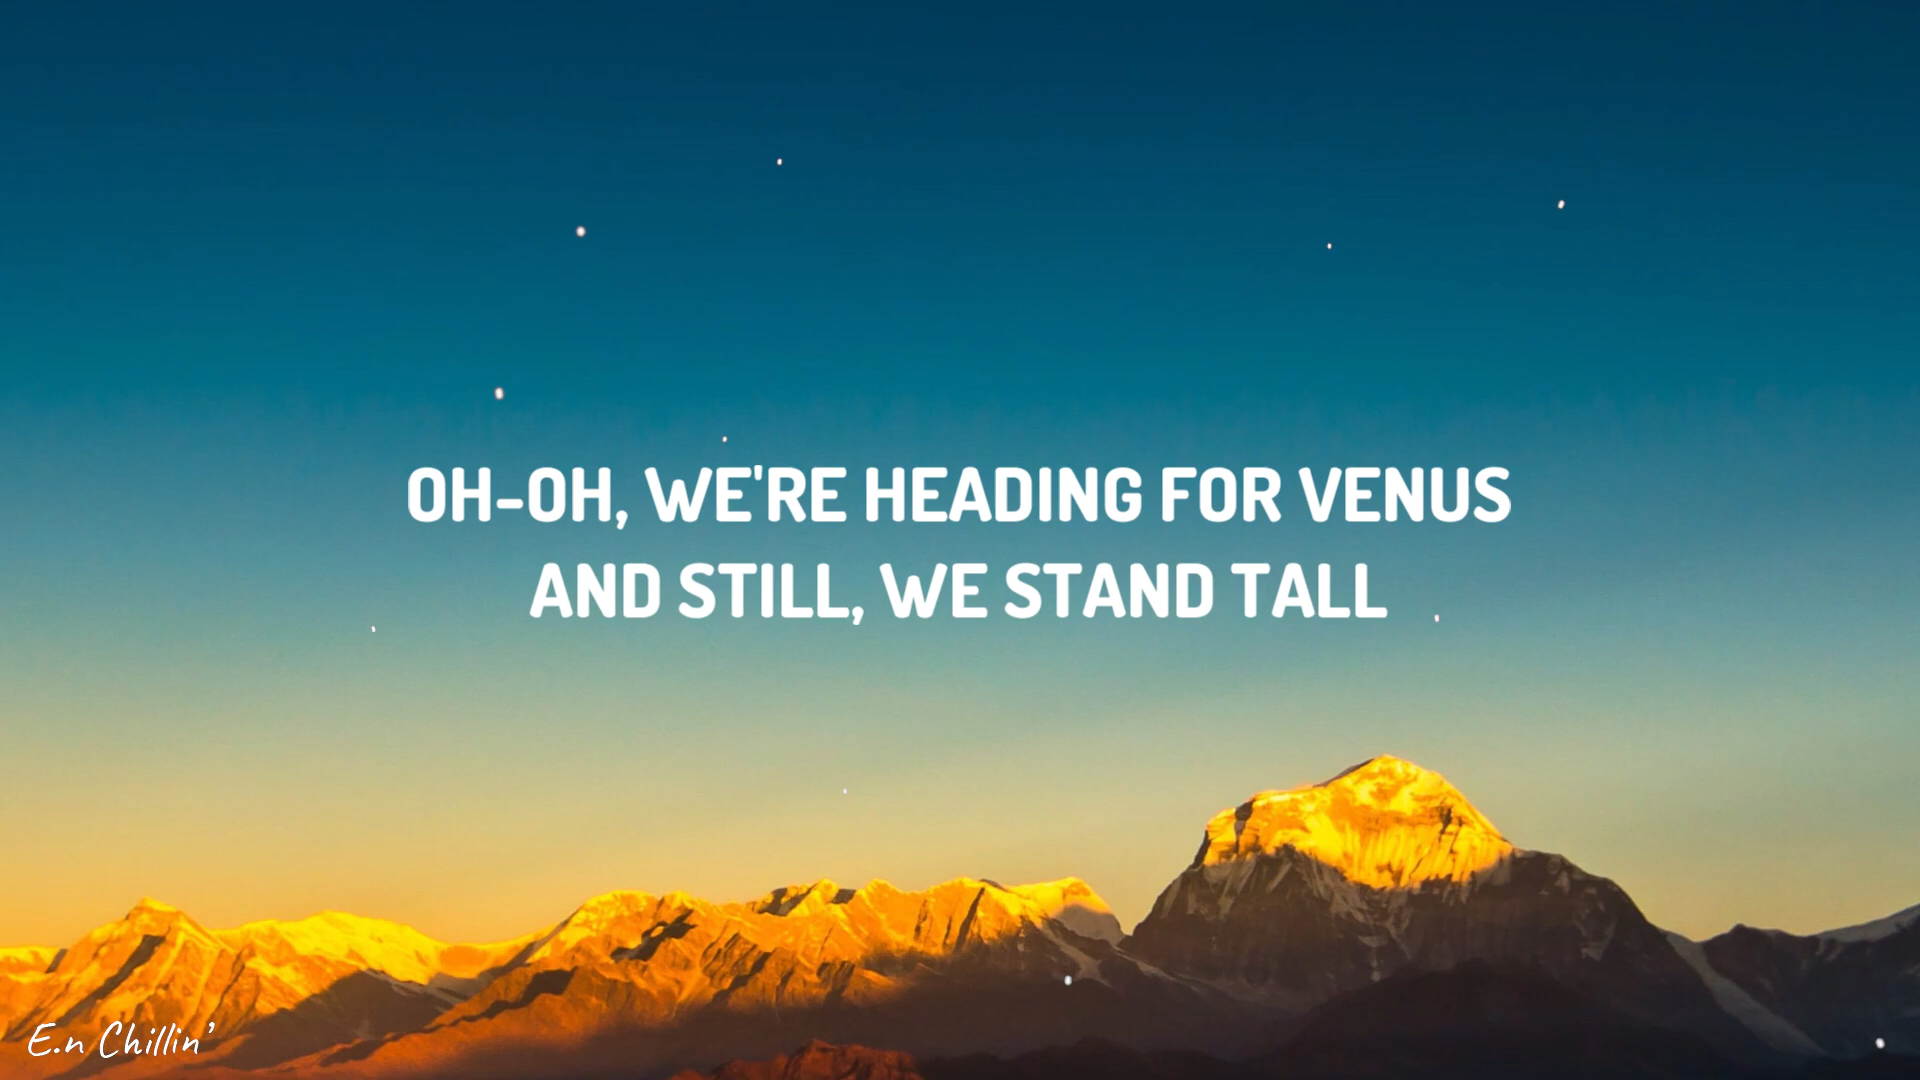 OH-OH, WE'RE HEADING FOR VENUS
AND STILL, WE STAND TALL
E.n Chillin'